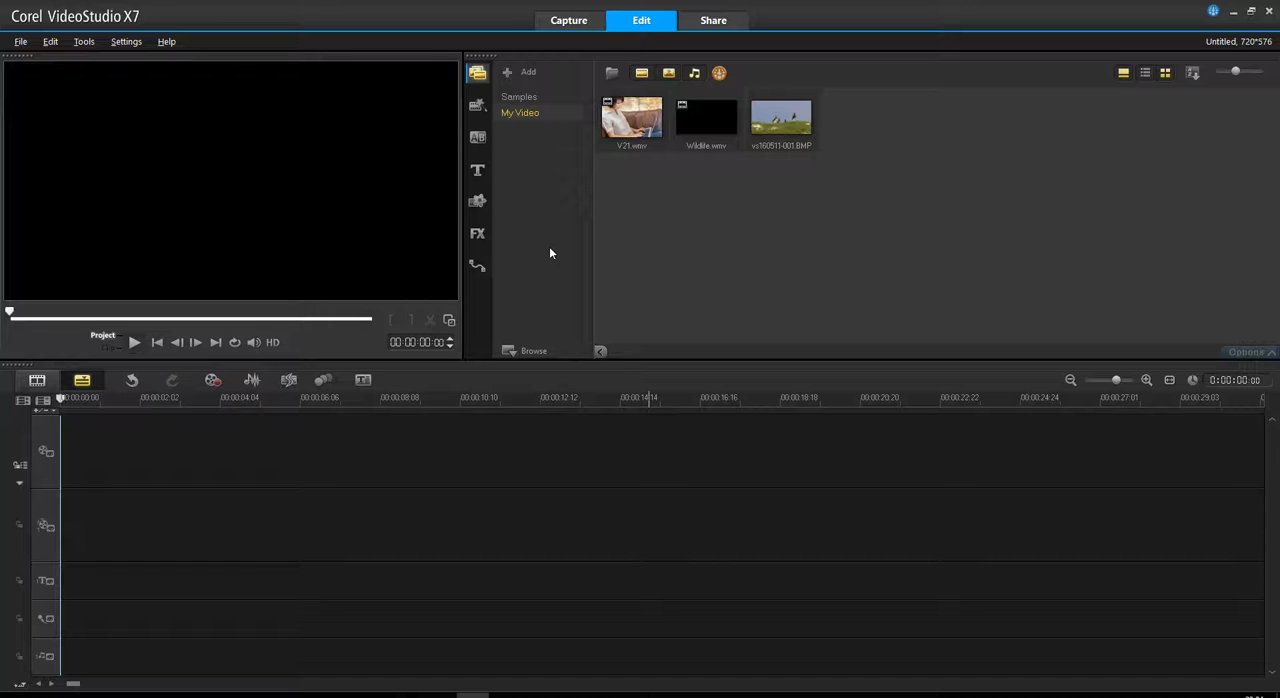 Corel VideoStudio X7
Capture
Edit
Share
File
Edit
Tools
Settings
Help
Untitled, 720*576
Add
Samples
My Video
V21.wmv
Wildlife.wmv
vs160511-001.BMP
AB
T
FX
Browse
Options
Project
HD
00:00:00:00
0:00:00:00
00:00:00:00
00:00:02:02
00:00:04:04
00:00:06:06
00:00:08:08
00:00:10:10
00:00:12:12
00:00:14:14
00:00:16:16
00:00:18:18
00:00:20:20
00:00:22:22
00:00:24:24
00:00:27:01
00:00:29:03